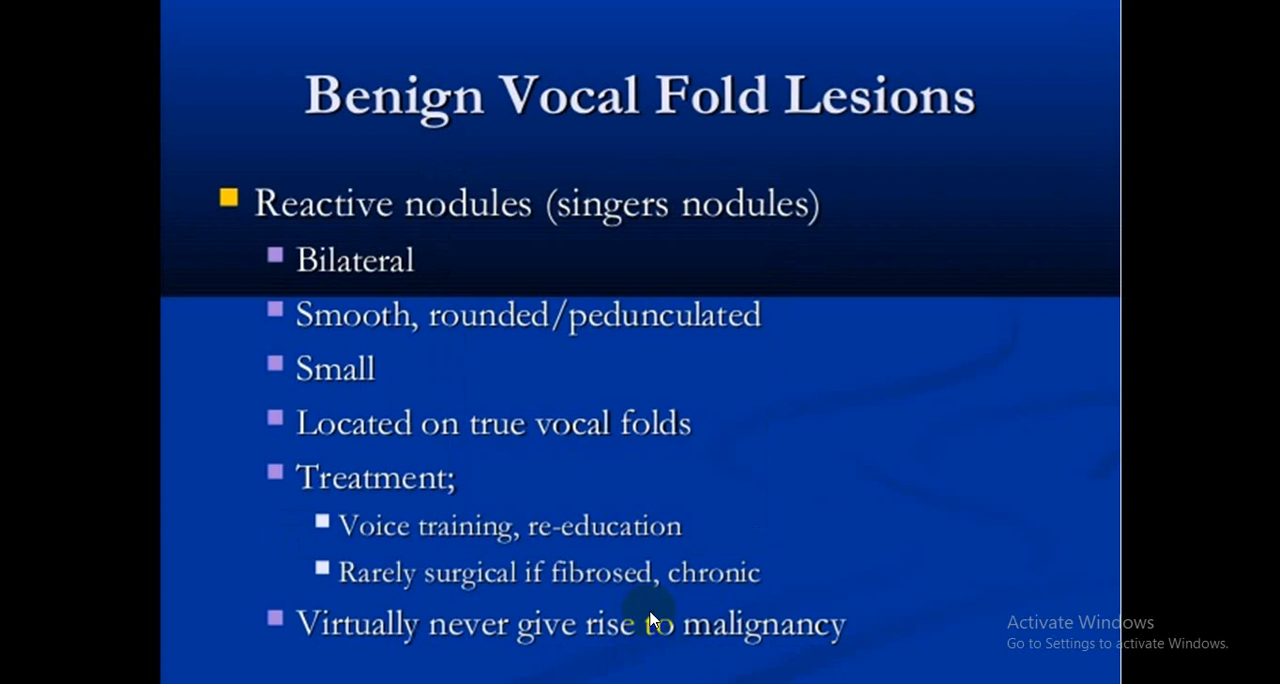 Benign Vocal Fold Lesions
Reactive nodules (singers nodules)
Bilateral
Smooth, rounded/pedunculated
Small
Located on true vocal folds
Treatment;
Voice training, re-education
Rarely surgical if fibrosed, chronic
Virtually never give rise to malignancy
Activate Windows
Go to Settings to activate Windows.